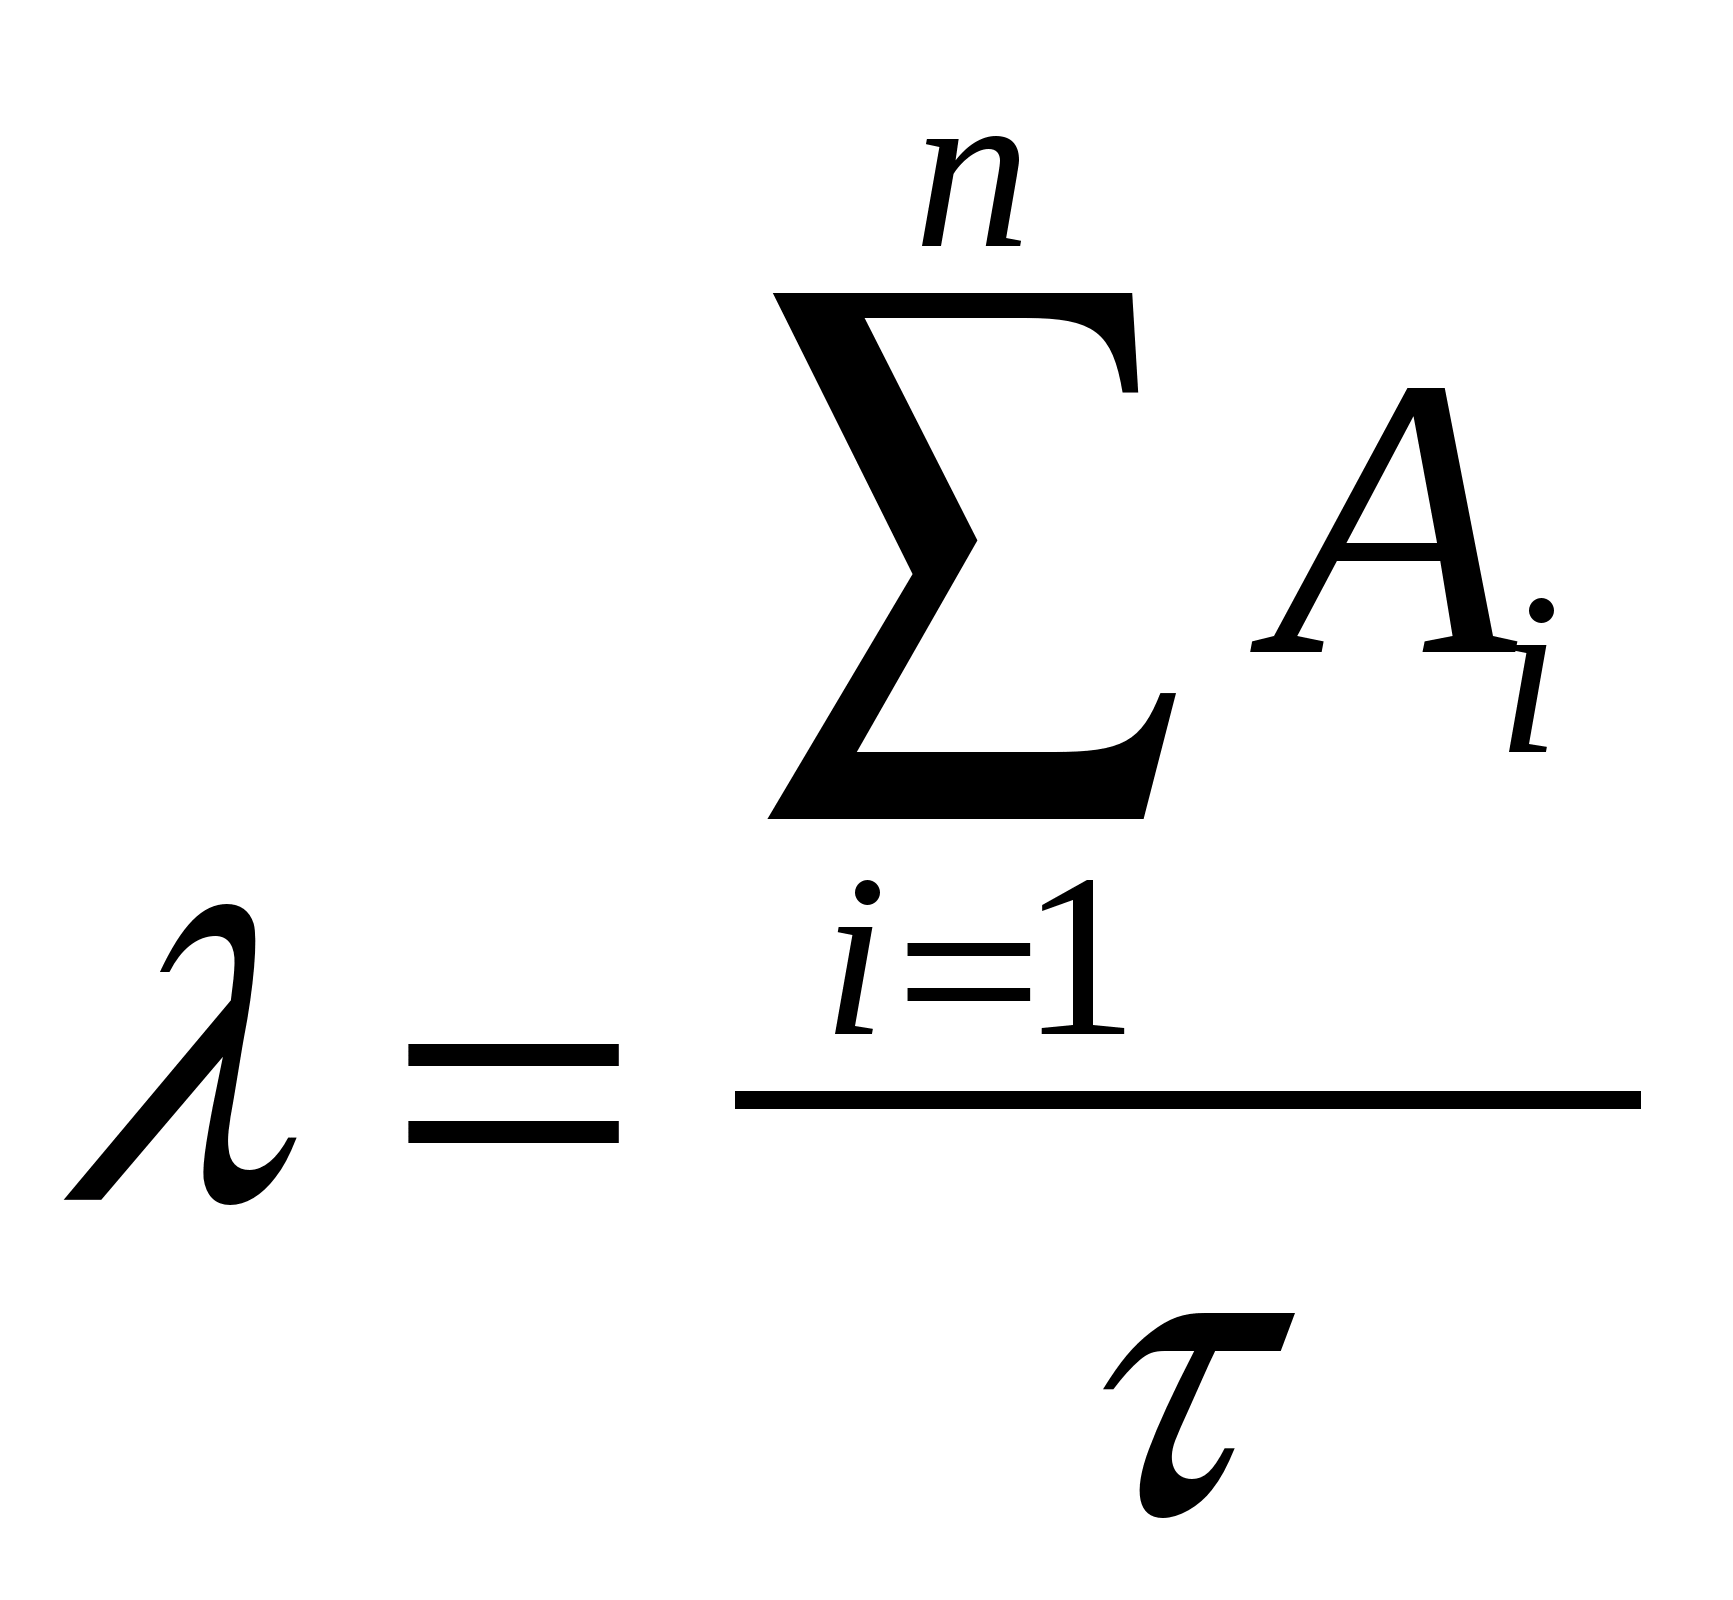 n
∑ A_i
i=1
λ = ―
τ